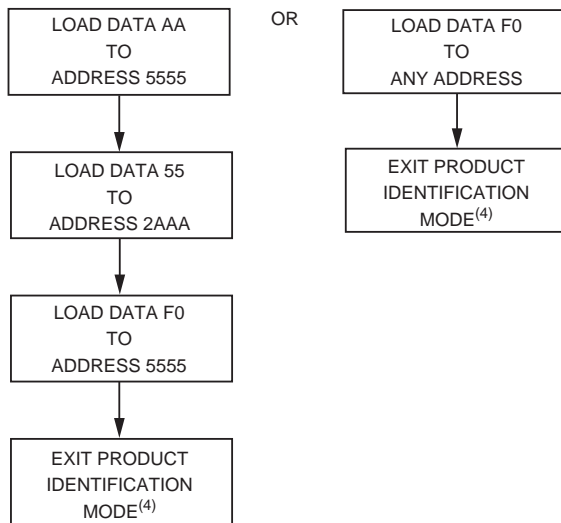 LOAD DATA AA
TO
ADDRESS 5555
LOAD DATA 55
TO
ADDRESS 2AAA
LOAD DATA F0
TO
ADDRESS 5555
EXIT PRODUCT
IDENTIFICATION
MODE(4)
OR
LOAD DATA F0
TO
ANY ADDRESS
EXIT PRODUCT
IDENTIFICATION
MODE(4)